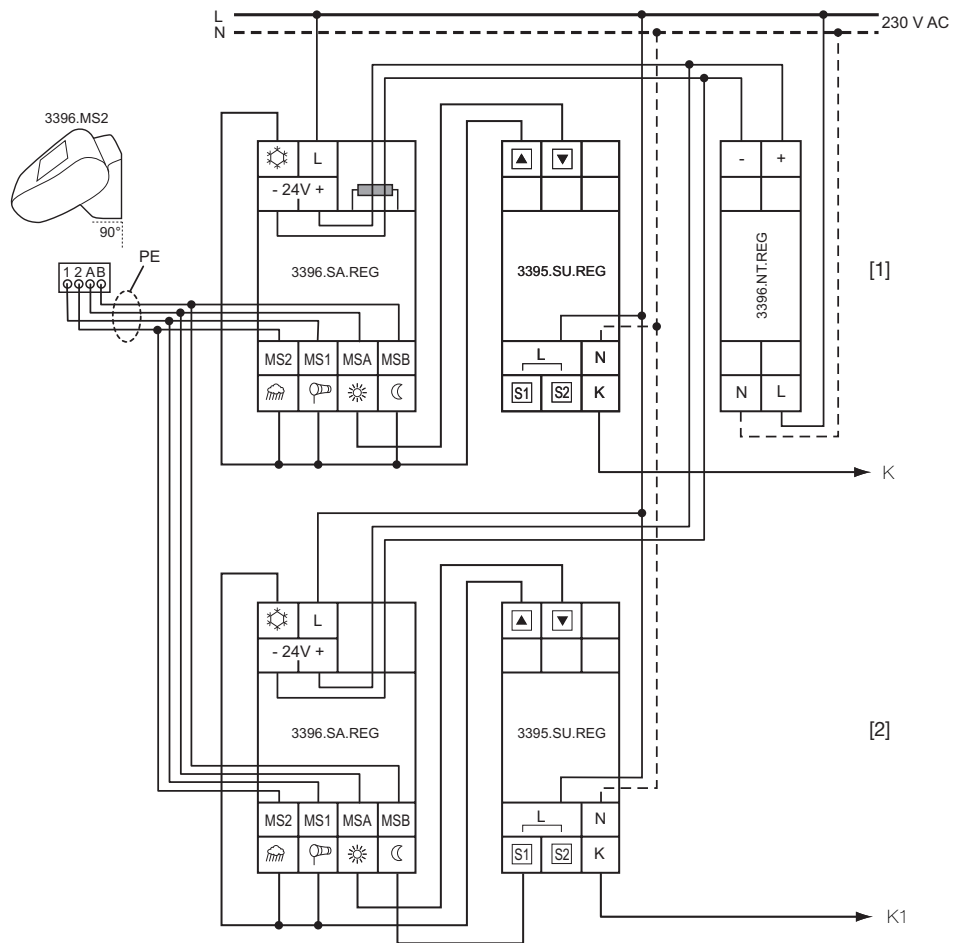 L
N
230 V AC
3396.MS2
90°
PE
1 2 A B
L
- 24V +
3396.SA.REG
MS2 MS1 MSA MSB
3395.SU.REG
L
N
S1 S2 K
- +
3396.NT.REG
N L
[1]
K
L
- 24V +
3396.SA.REG
MS2 MS1 MSA MSB
3395.SU.REG
L
N
S1 S2 K
[2]
K1